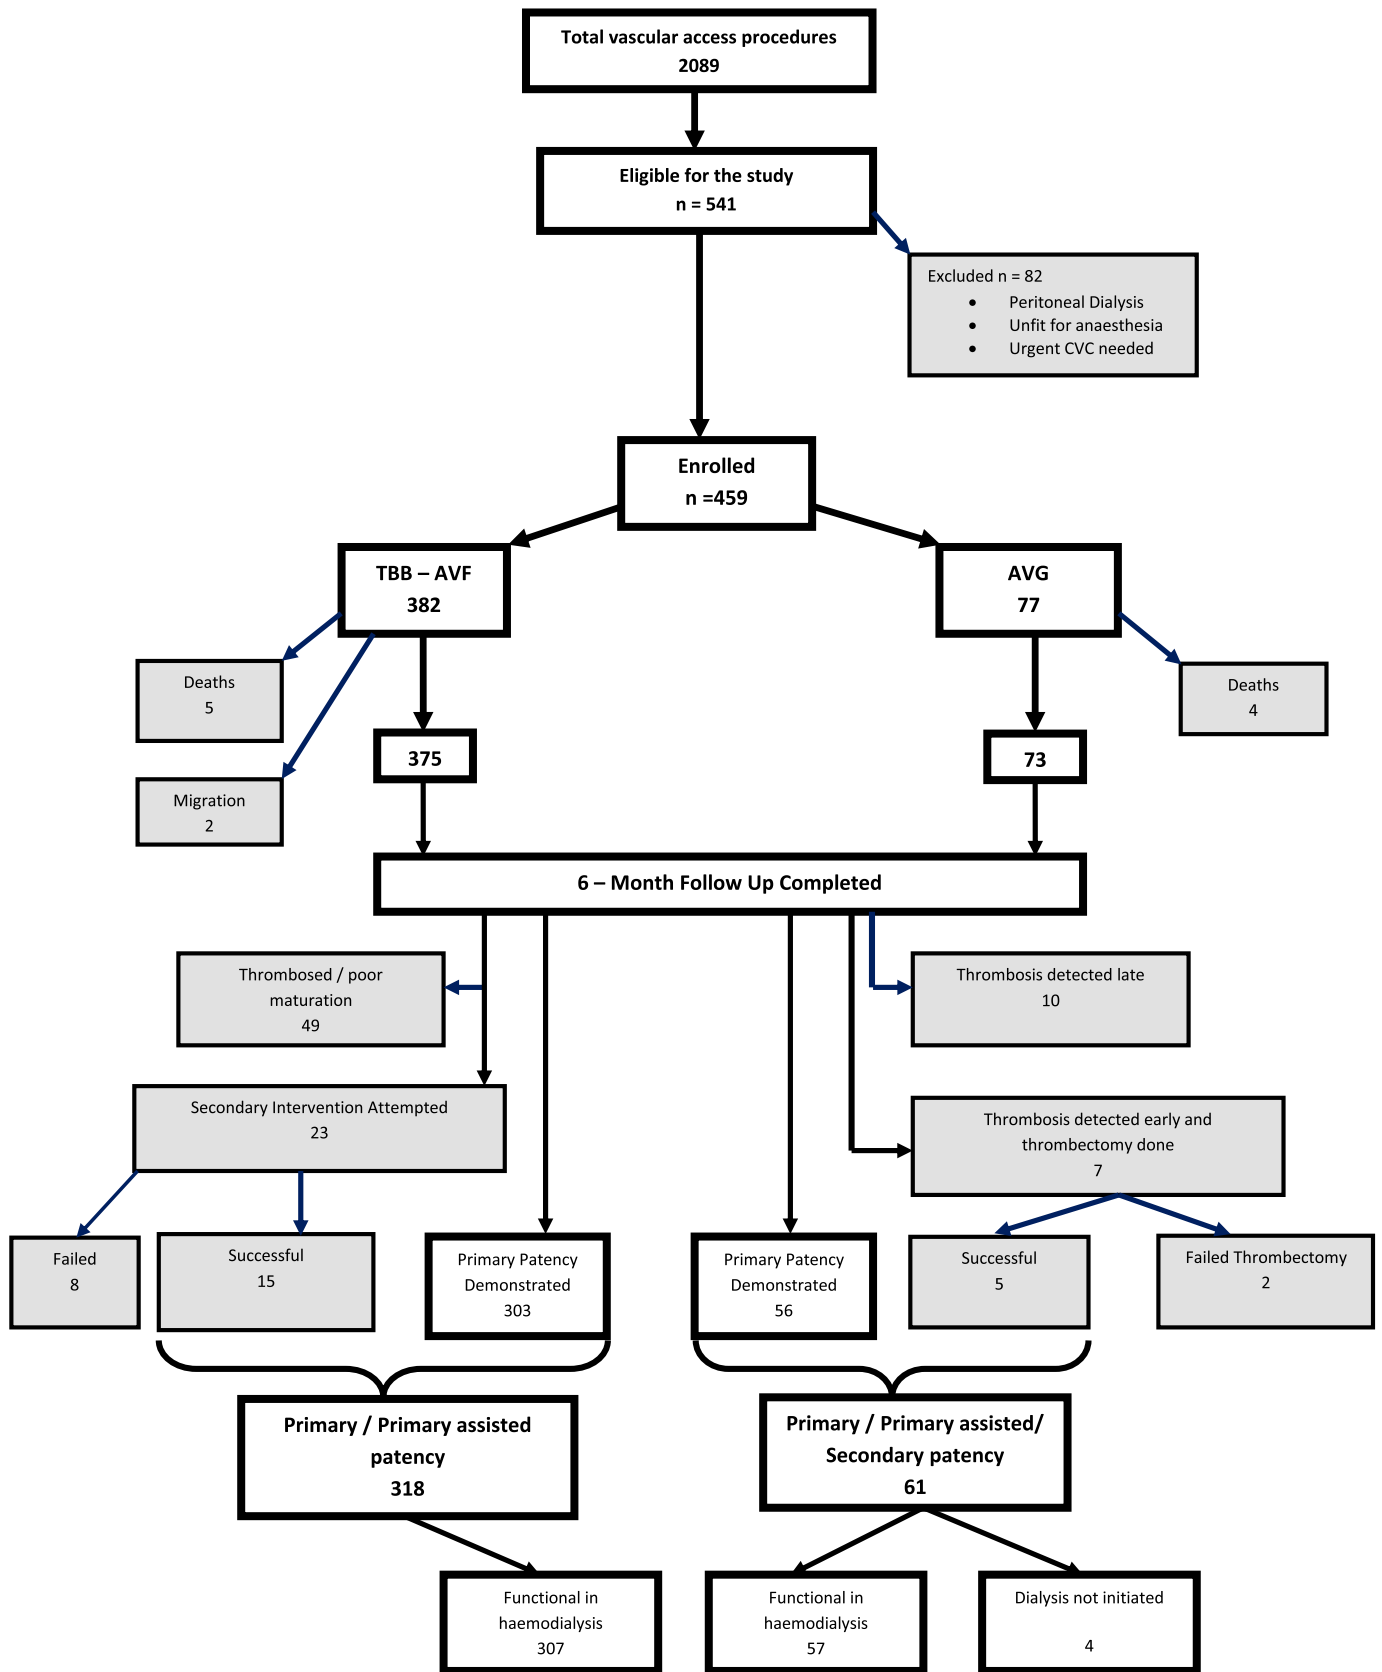 Total vascular access procedures
2089
Eligible for the study
n = 541
Excluded n = 82
• Peritoneal Dialysis
• Unfit for anaesthesia
• Urgent CVC needed
Enrolled
n =459
TBB – AVF
382
AVG
77
Deaths
5
Deaths
4
375
73
Migration
2
6 – Month Follow Up Completed
Thrombosed / poor
maturation
49
Thrombosis detected late
10
Secondary Intervention Attempted
23
Thrombosis detected early and
thrombectomy done
7
Failed
8
Successful
15
Primary Patency
Demonstrated
303
Primary Patency
Demonstrated
56
Successful
5
Failed Thrombectomy
2
Primary / Primary assisted
patency
318
Primary / Primary assisted/
Secondary patency
61
Functional in
haemodialysis
307
Functional in
haemodialysis
57
Dialysis not initiated
4